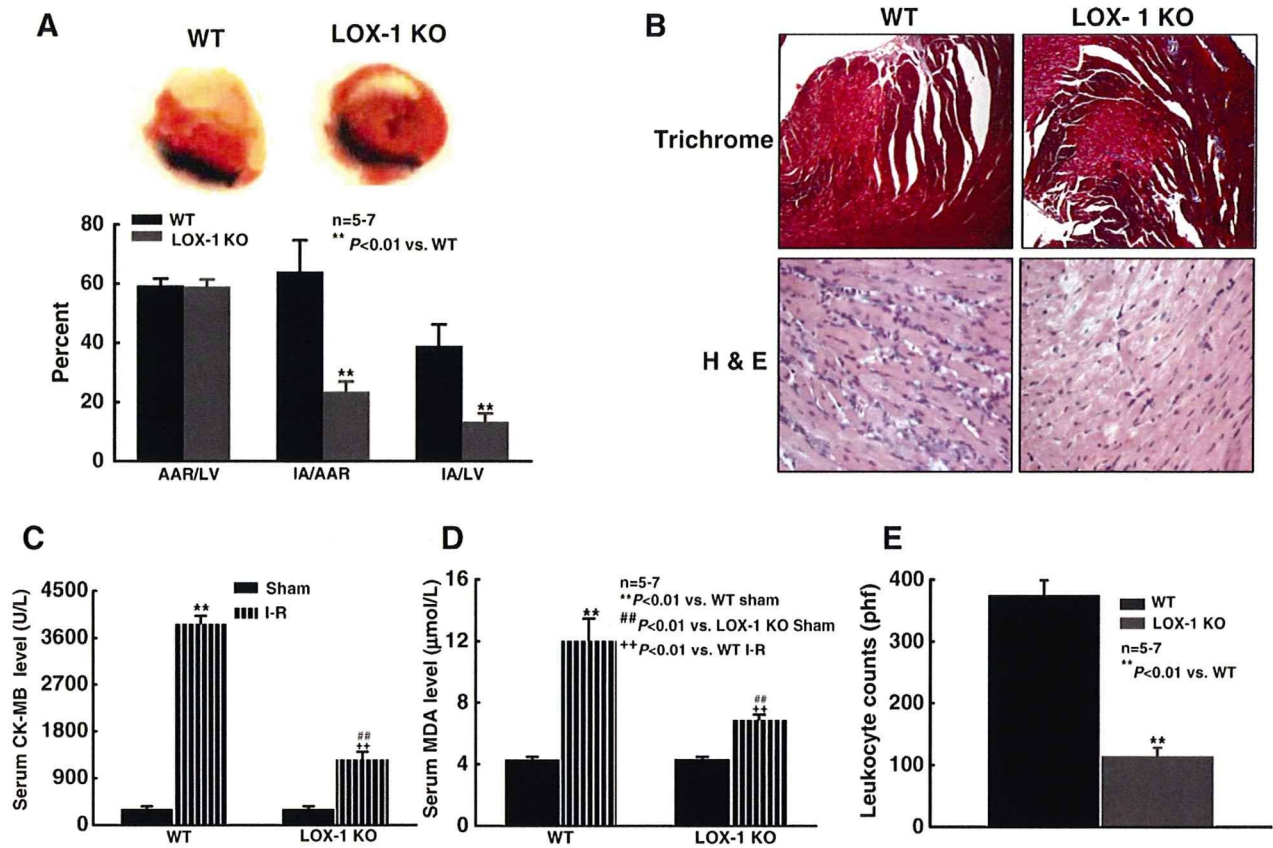 A
WT
LOX-1 KO
80
60
40
20
0
Percent
WT
LOX-1 KO
n=5-7
** P<0.01 vs. WT
**
**
AAR/LV
IA/AAR
IA/LV
B
WT
LOX- 1 KO
Trichrome
H & E
C
Serum CK-MB level (U/L)
4500
3600
2700
1800
900
0
Sham
I-R
**
##
++
WT
LOX-1 KO
D
Serum MDA level (µmol/L)
16
12
8
4
0
n=5-7
**P<0.01 vs. WT sham
##P<0.01 vs. LOX-1 KO Sham
++P<0.01 vs. WT I-R
**
##
++
WT
LOX-1 KO
E
Leukocyte counts (phf)
400
300
200
100
0
WT
LOX-1 KO
n=5-7
**P<0.01 vs. WT
**